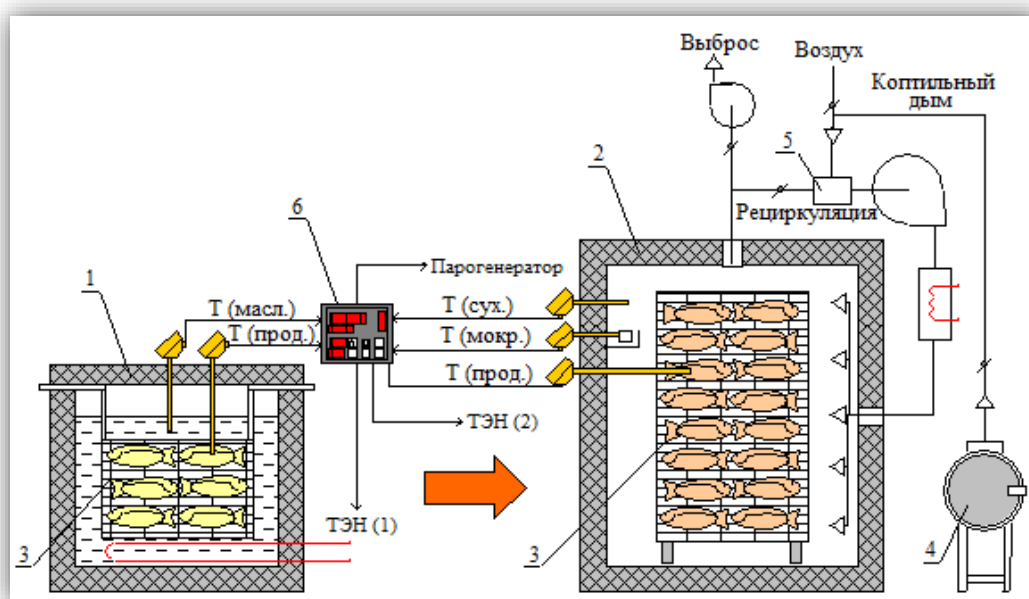 Выброс
Воздух
Коптильный
дым
2
5
6
Рециркуляция
Парогенератор
1
Т (масл.)
Т (сух.)
Т (прод.)
Т (мокр.)
Т (прод.)
ТЭН (2)
ТЭН (1)
3
3
4